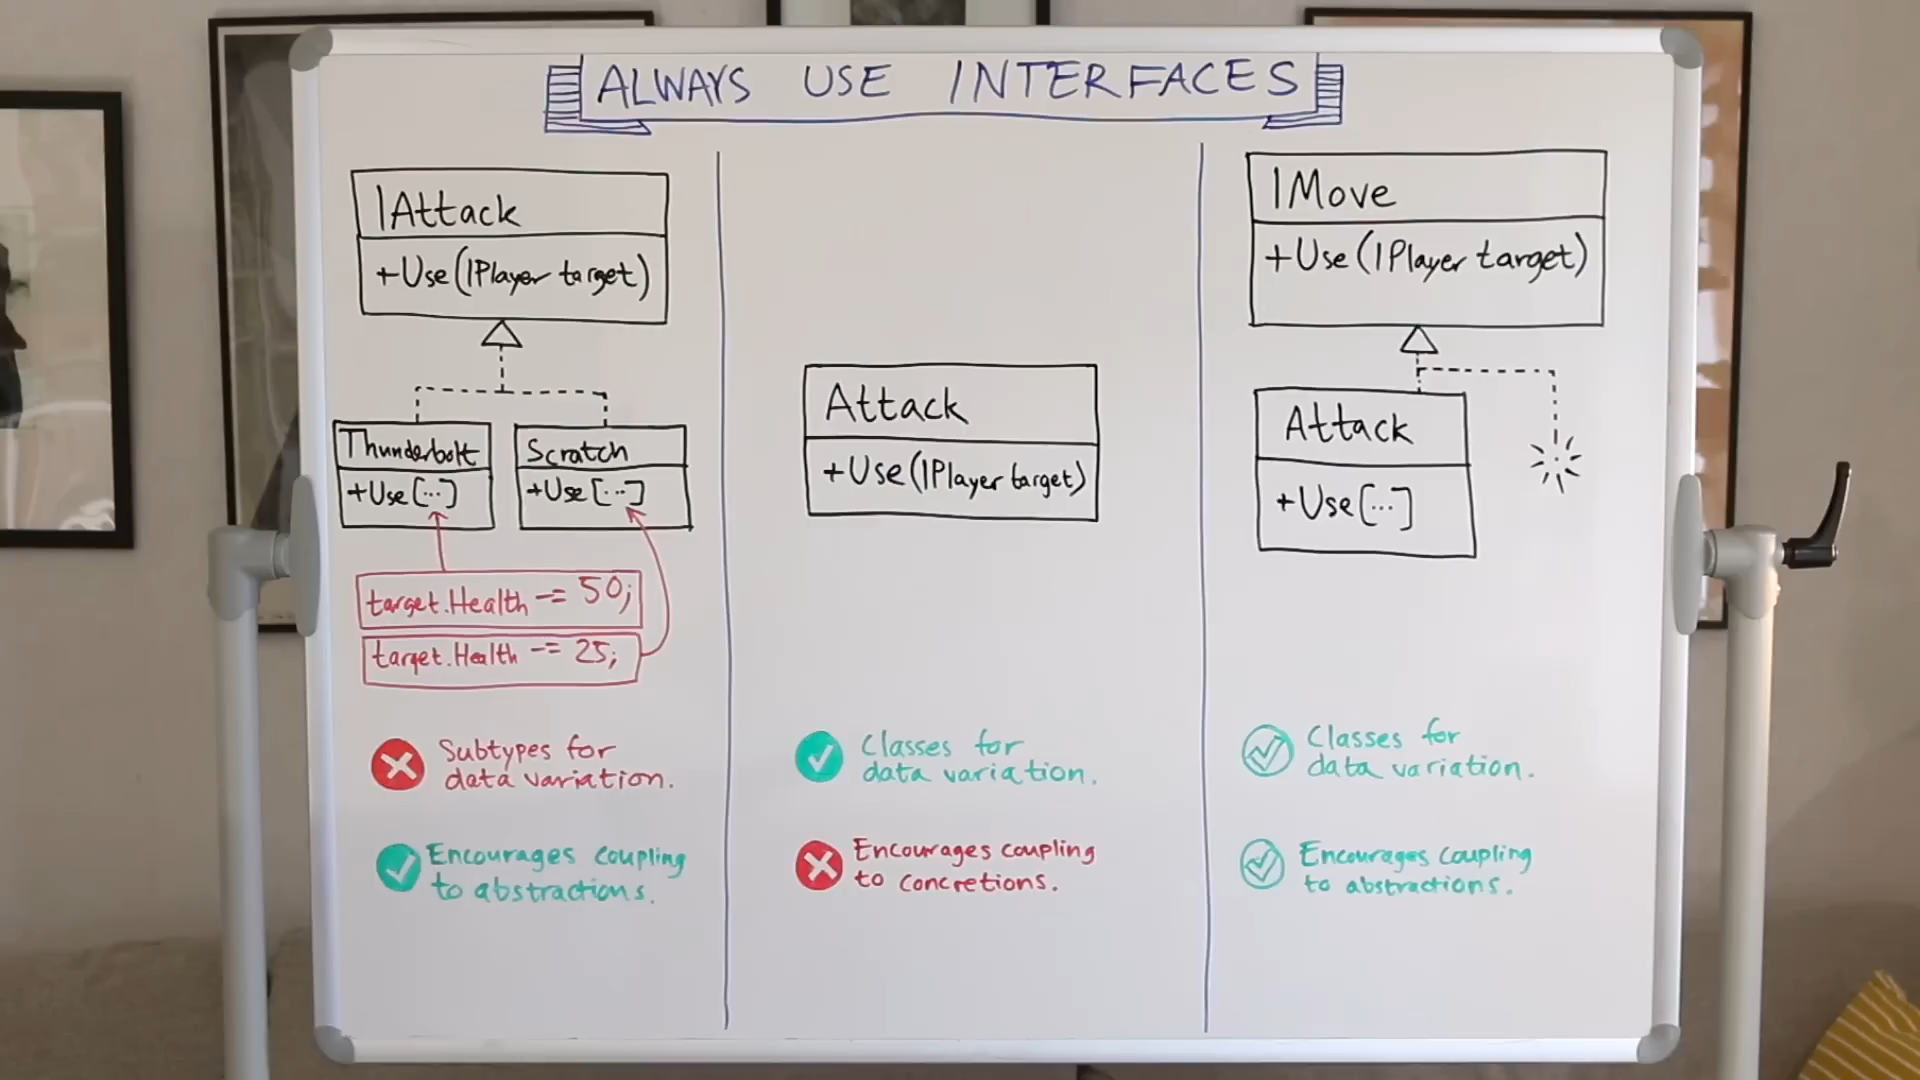 ALWAYS USE INTERFACES
IAttack
+Use(IPlayer target)
Thunderbolt
+Use[...]
Scratch
+Use[...]
target.Health -= 50;
target.Health -= 25;
Subtypes for
data variation.
Encourages coupling
to abstractions.
Attack
+Use(IPlayer target)
Classes for
data variation.
Encourages coupling
to concretions.
IMove
+Use(IPlayer target)
Attack
+Use[...]
Classes for
data variation.
Encourages coupling
to abstractions.